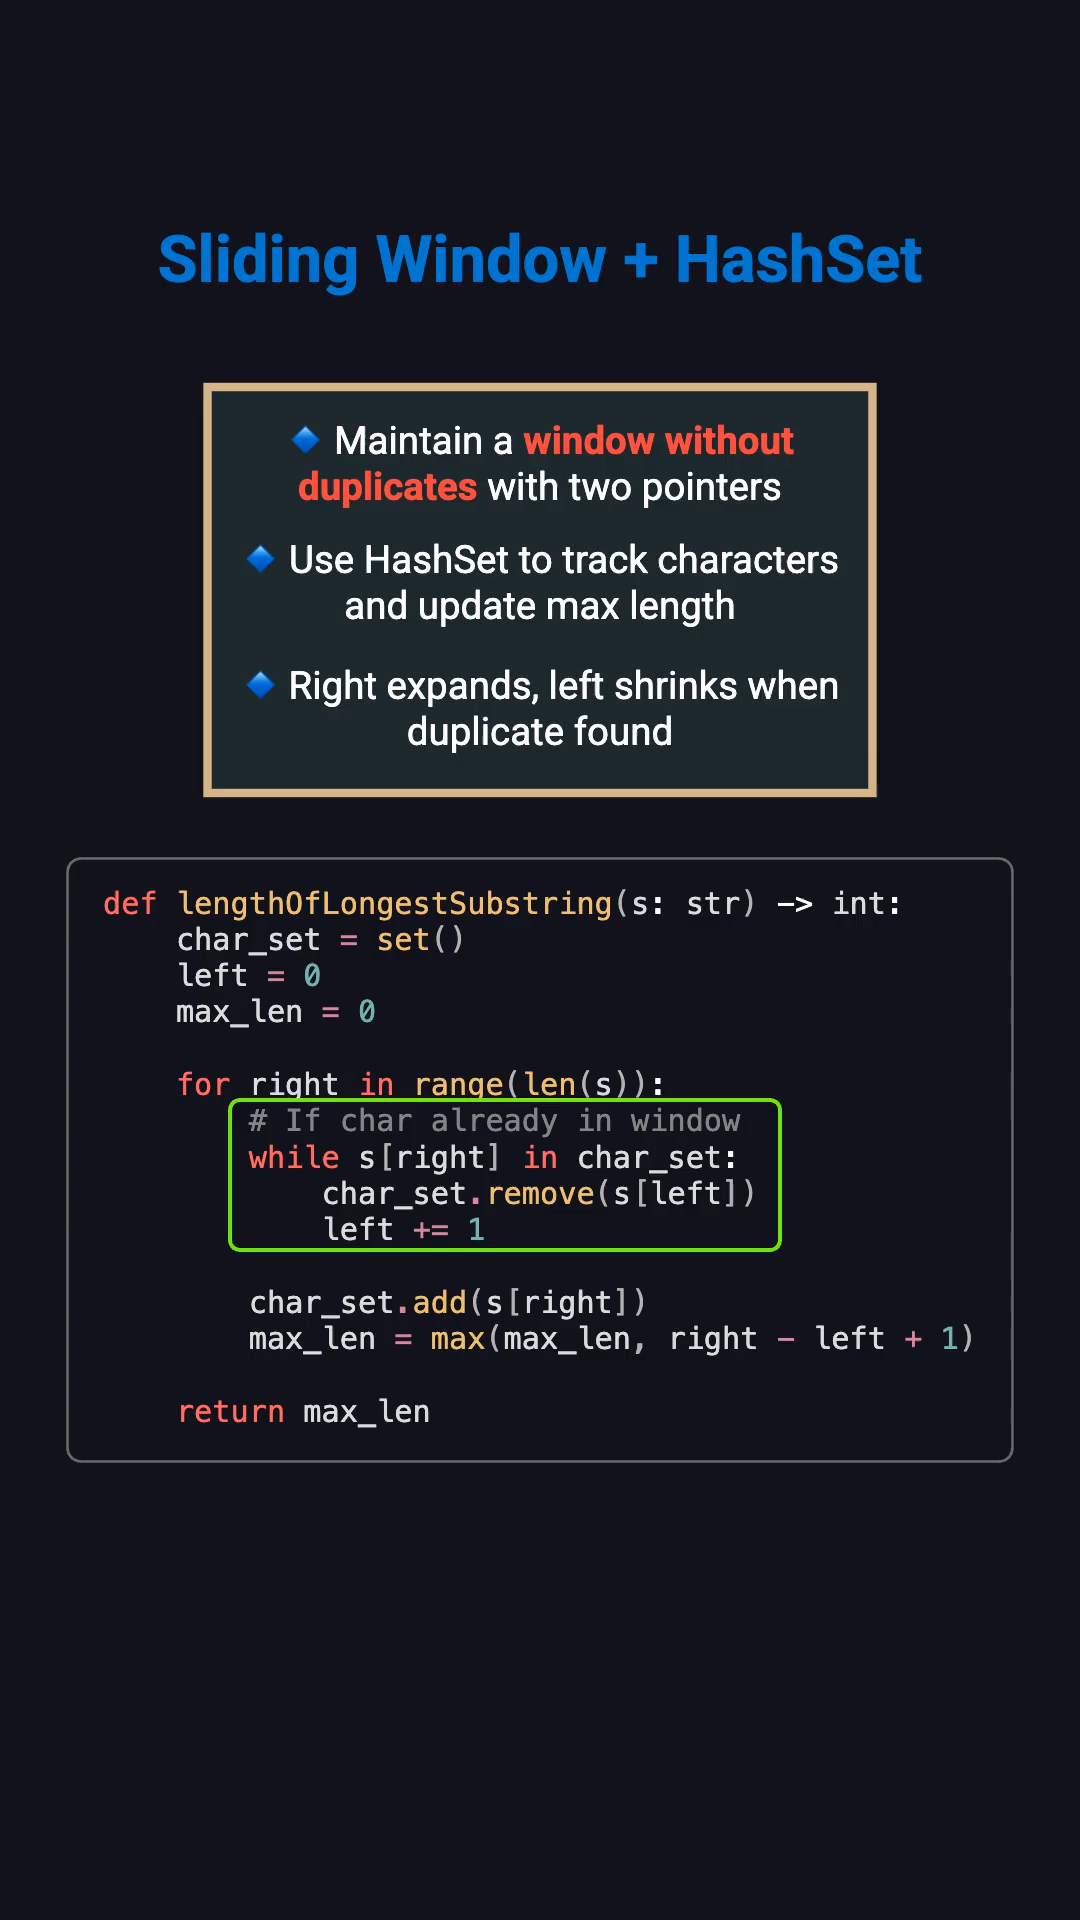 Sliding Window + HashSet
🔹 Maintain a window without
duplicates with two pointers
🔹 Use HashSet to track characters
and update max length
🔹 Right expands, left shrinks when
duplicate found
def lengthOfLongestSubstring(s: str) -> int:
    char_set = set()
    left = 0
    max_len = 0

    for right in range(len(s)):
        # If char already in window
        while s[right] in char_set:
            char_set.remove(s[left])
            left += 1

        char_set.add(s[right])
        max_len = max(max_len, right - left + 1)

    return max_len